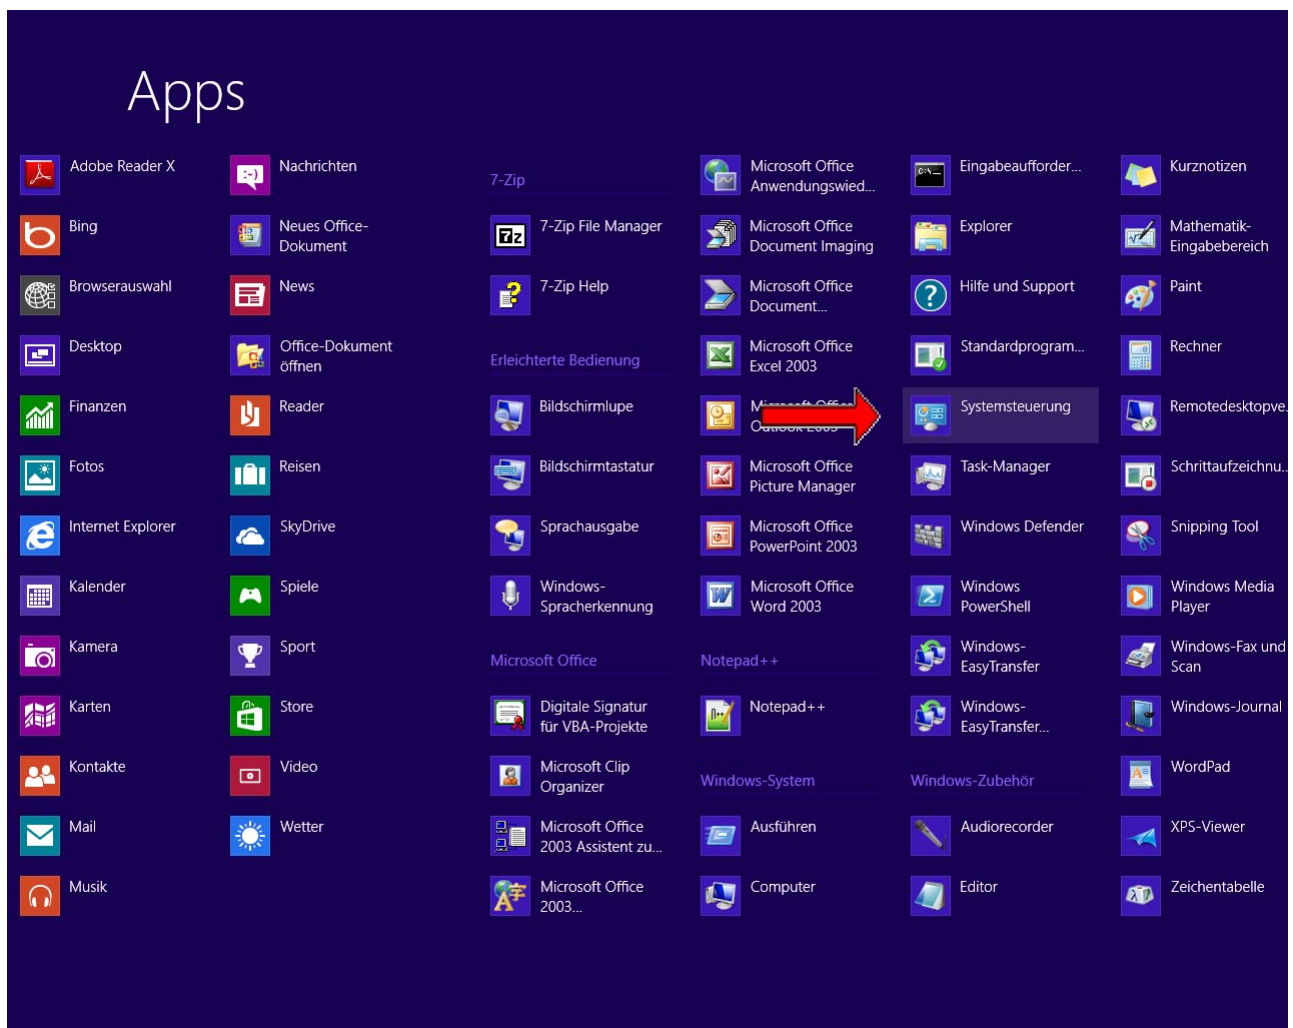 Apps
Adobe Reader X
Bing
Browserauswahl
Desktop
Finanzen
Fotos
Internet Explorer
Kalender
Kamera
Karten
Kontakte
Mail
Musik
Nachrichten
Neues Office-
Dokument
News
Office-Dokument
öffnen
Reader
Reisen
SkyDrive
Spiele
Sport
Store
Video
Wetter
7-Zip
7-Zip File Manager
7-Zip Help
Erleichterte Bedienung
Bildschirmlupe
Bildschirmtastatur
Sprachausgabe
Windows-
Spracherkennung
Microsoft Office
Digitale Signatur
für VBA-Projekte
Microsoft Clip
Organizer
Microsoft Office
2003 Assistent zu...
Microsoft Office
2003...
Microsoft Office
Anwendungswied...
Microsoft Office
Document Imaging
Microsoft Office
Document...
Microsoft Office
Excel 2003
Microsoft Office
Outlook 2003
Microsoft Office
Picture Manager
Microsoft Office
PowerPoint 2003
Microsoft Office
Word 2003
Notepad++
Notepad++
Windows-System
Ausführen
Computer
Eingabeaufforder...
Explorer
Hilfe und Support
Standardprogram...
Systemsteuerung
Task-Manager
Windows Defender
Windows
PowerShell
Windows-
EasyTransfer
Windows-
EasyTransfer...
Windows-Zubehör
Audiorecorder
Editor
Kurznotizen
Mathematik-
Eingabebereich
Paint
Rechner
Remotedesktopve.
Schrittaufzeichnu..
Snipping Tool
Windows Media
Player
Windows-Fax und
Scan
Windows-Journal
WordPad
XPS-Viewer
Zeichentabelle